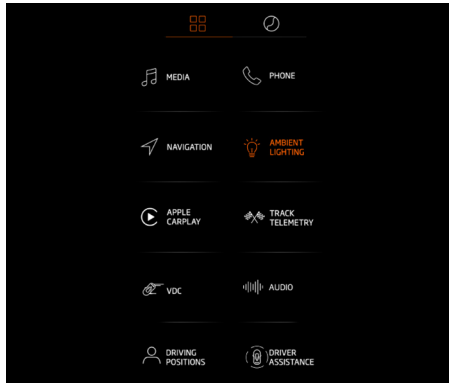 MEDIA
PHONE
NAVIGATION
AMBIENT
LIGHTING
APPLE
CARPLAY
TRACK
TELEMETRY
VDC
AUDIO
DRIVING
POSITIONS
DRIVER
ASSISTANCE